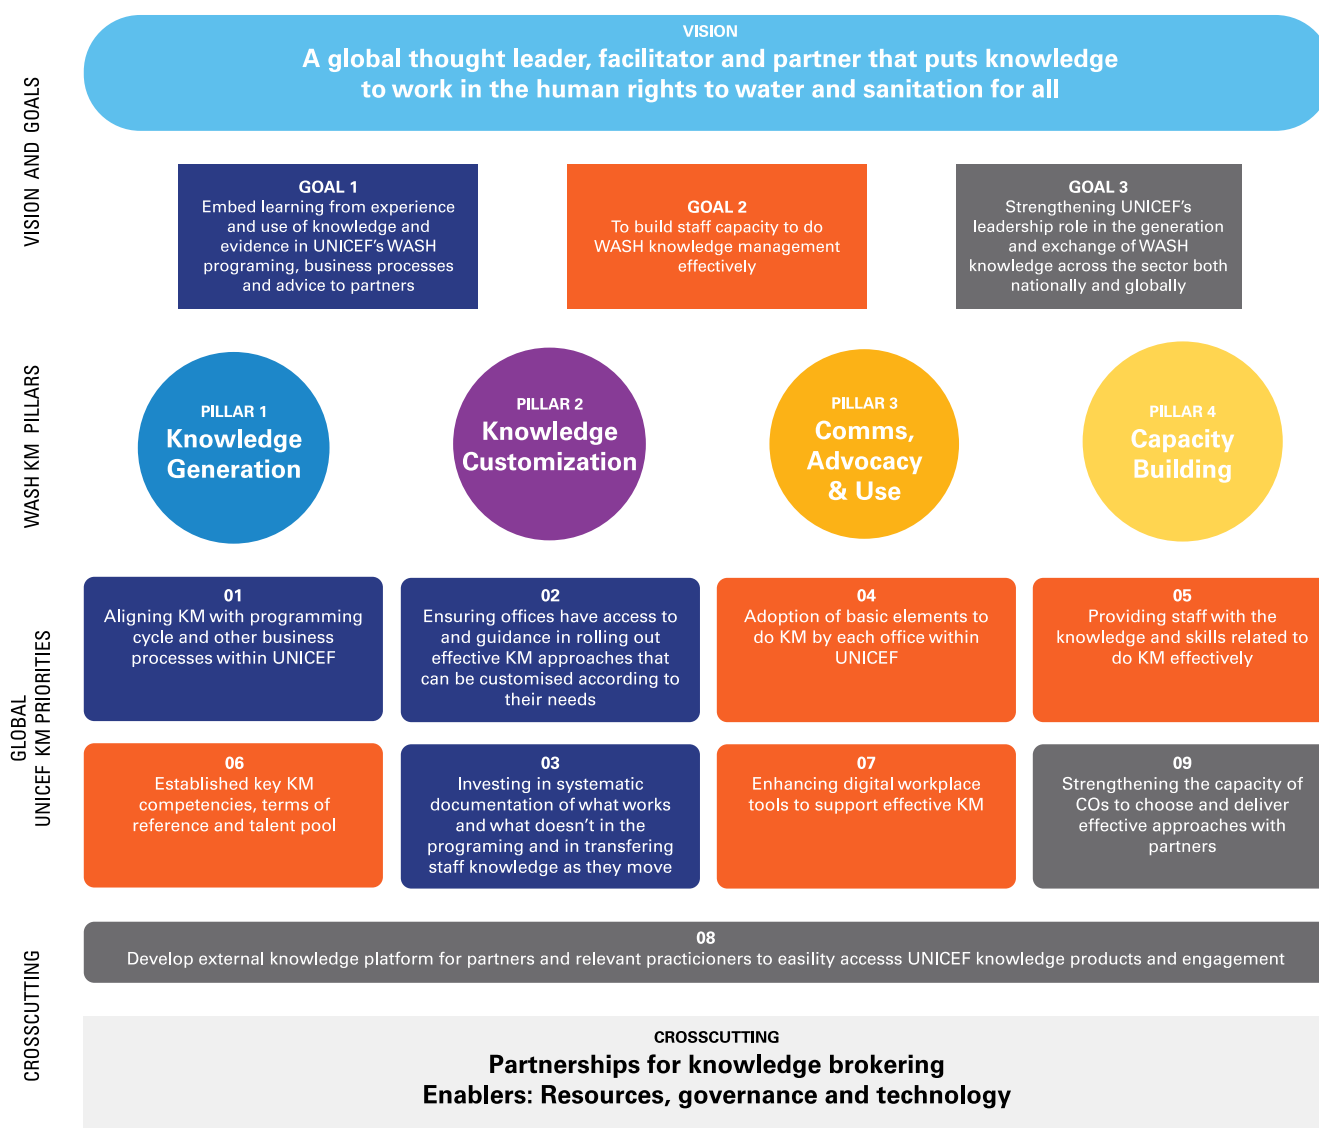 VISION
A global thought leader, facilitator and partner that puts knowledge
to work in the human rights to water and sanitation for all
VISION AND GOALS
GOAL 1
Embed learning from experience
and use of knowledge and
evidence in UNICEF's WASH
programing, business processes
and advice to partners
GOAL 2
To build staff capacity to do
WASH knowledge management
effectively
GOAL 3
Strengthening UNICEF's
leadership role in the generation
and exchange of WASH
knowledge across the sector both
nationally and globally
WASH KM PILLARS
PILLAR 1
Knowledge
Generation
PILLAR 2
Knowledge
Customization
PILLAR 3
Comms,
Advocacy
& Use
PILLAR 4
Capacity
Building
GLOBAL
UNICEF KM PRIORITIES
01
Aligning KM with programming
cycle and other business
processes within UNICEF
02
Ensuring offices have access to
and guidance in rolling out
effective KM approaches that
can be customised according to
their needs
04
Adoption of basic elements to
do KM by each office within
UNICEF
05
Providing staff with the
knowledge and skills related to
do KM effectively
06
Established key KM
competencies, terms of
reference and talent pool
03
Investing in systematic
documentation of what works
and what doesn't in the
programing and in transfering
staff knowledge as they move
07
Enhancing digital workplace
tools to support effective KM
09
Strengthening the capacity of
COs to choose and deliver
effective approaches with
partners
CROSSCUTTING
08
Develop external knowledge platform for partners and relevant practicioners to easility accesss UNICEF knowledge products and engagement
CROSSCUTTING
Partnerships for knowledge brokering
Enablers: Resources, governance and technology